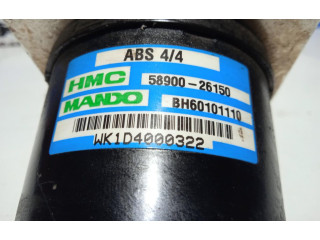 ABS 4/4
HMC 58900-26150
MANDO BH60101110
WK1D4000322